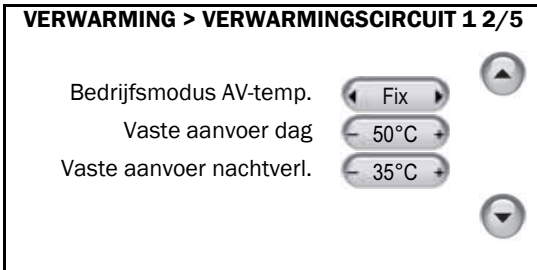 VERWARMING > VERWARMINGSCIRCUIT 1 2/5
Bedrijfsmodus AV-temp. Fix
Vaste aanvoer dag - 50°C +
Vaste aanvoer nachtverl. - 35°C +